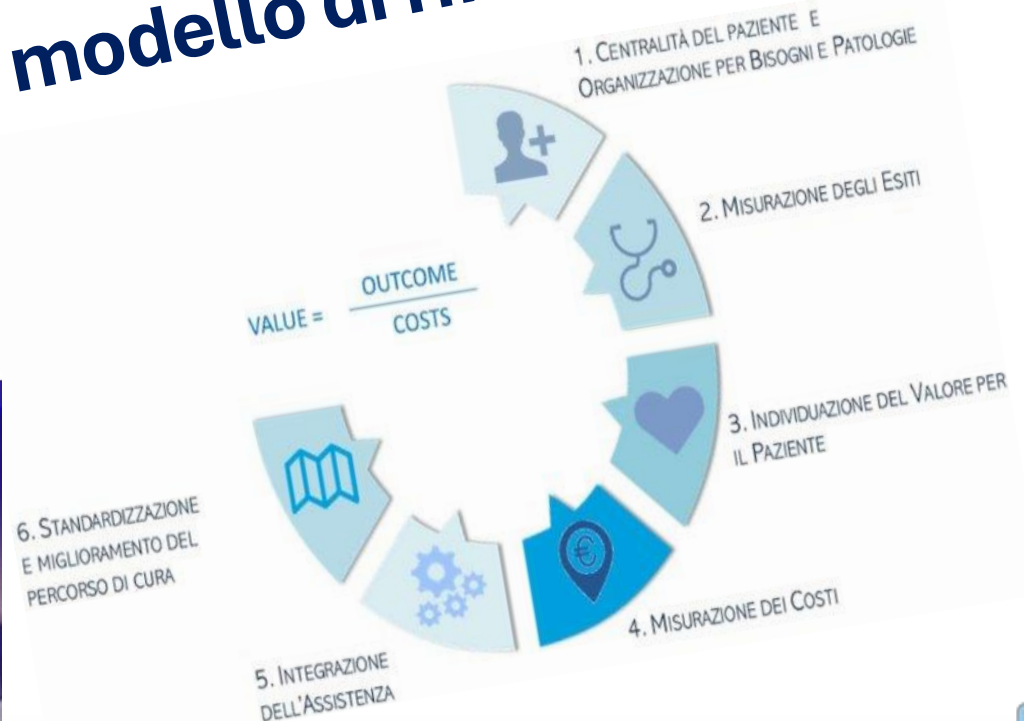 modello di
1. CENTRALITÀ DEL PAZIENTE E
ORGANIZZAZIONE PER BISOGNI E PATOLOGIE
2. MISURAZIONE DEGLI ESITI
VALUE = OUTCOME
COSTS
3. INDIVIDUAZIONE DEL VALORE PER
IL PAZIENTE
€
4. MISURAZIONE DEI COSTI
5. INTEGRAZIONE
DELL'ASSISTENZA
6. STANDARDIZZAZIONE
E MIGLIORAMENTO DEL
PERCORSO DI CURA